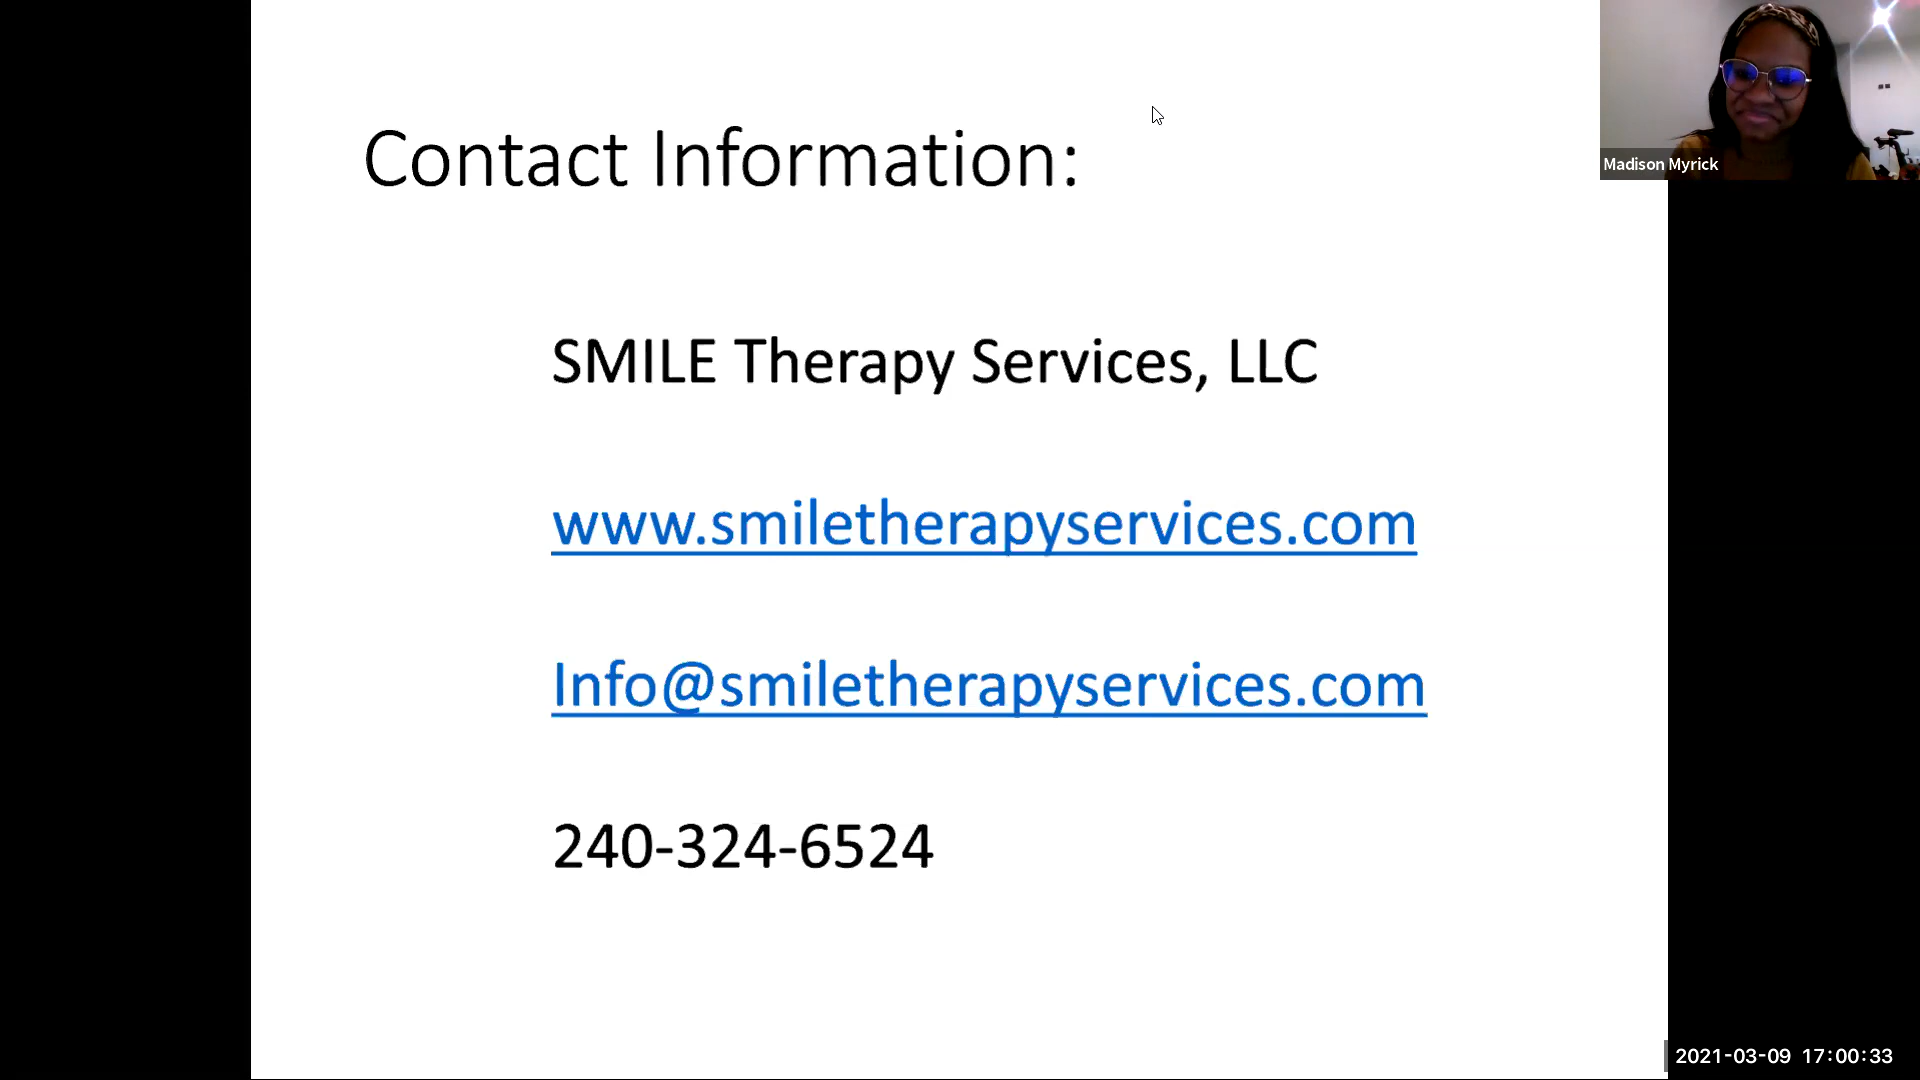 Contact Information:
Madison Myrick
SMILE Therapy Services, LLC
www.smiletherapyservices.com
Info@smiletherapyservices.com
240-324-6524
2021-03-09 17:00:33